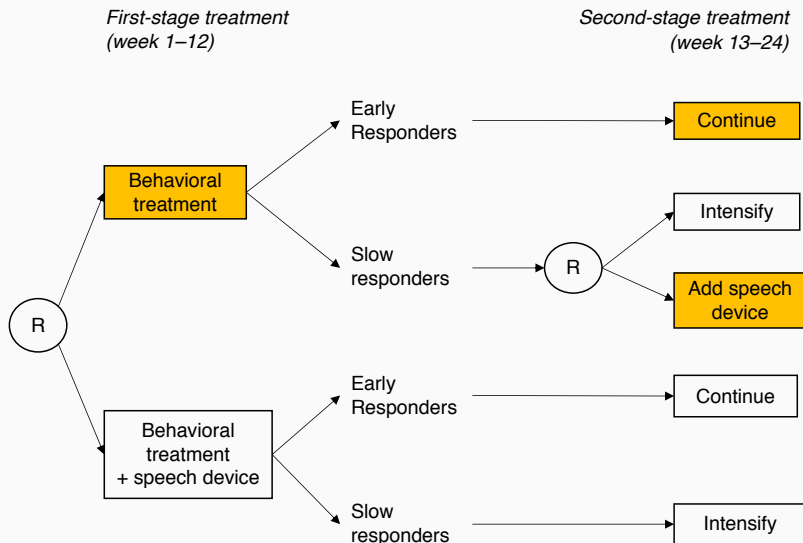 First-stage treatment
(week 1–12)
Second-stage treatment
(week 13–24)
Early
Responders
Continue
Behavioral
treatment
Intensify
Slow
responders
R
Add speech
device
R
Early
Responders
Continue
Behavioral
treatment
+ speech device
Slow
responders
Intensify